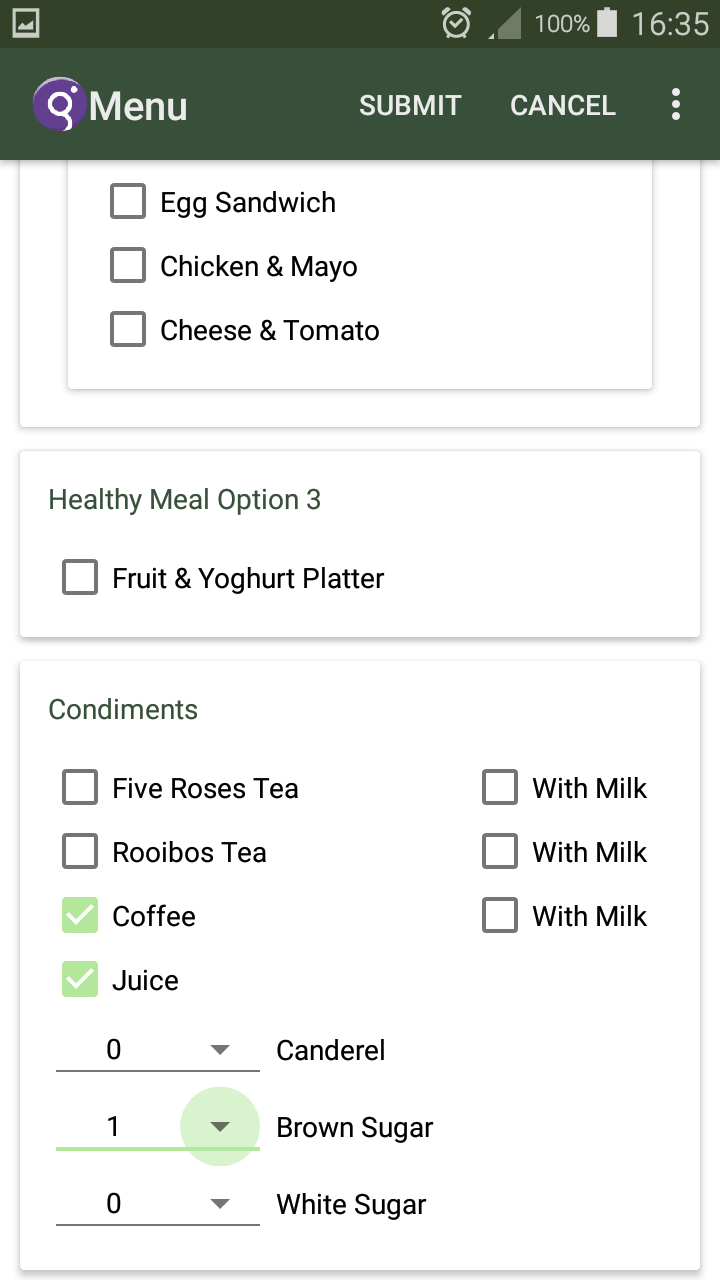 100% 16:35
Menu SUBMIT CANCEL
Egg Sandwich
Chicken & Mayo
Cheese & Tomato
Healthy Meal Option 3
Fruit & Yoghurt Platter
Condiments
Five Roses Tea With Milk
Rooibos Tea With Milk
Coffee With Milk
Juice
0 Canderel
1 Brown Sugar
0 White Sugar